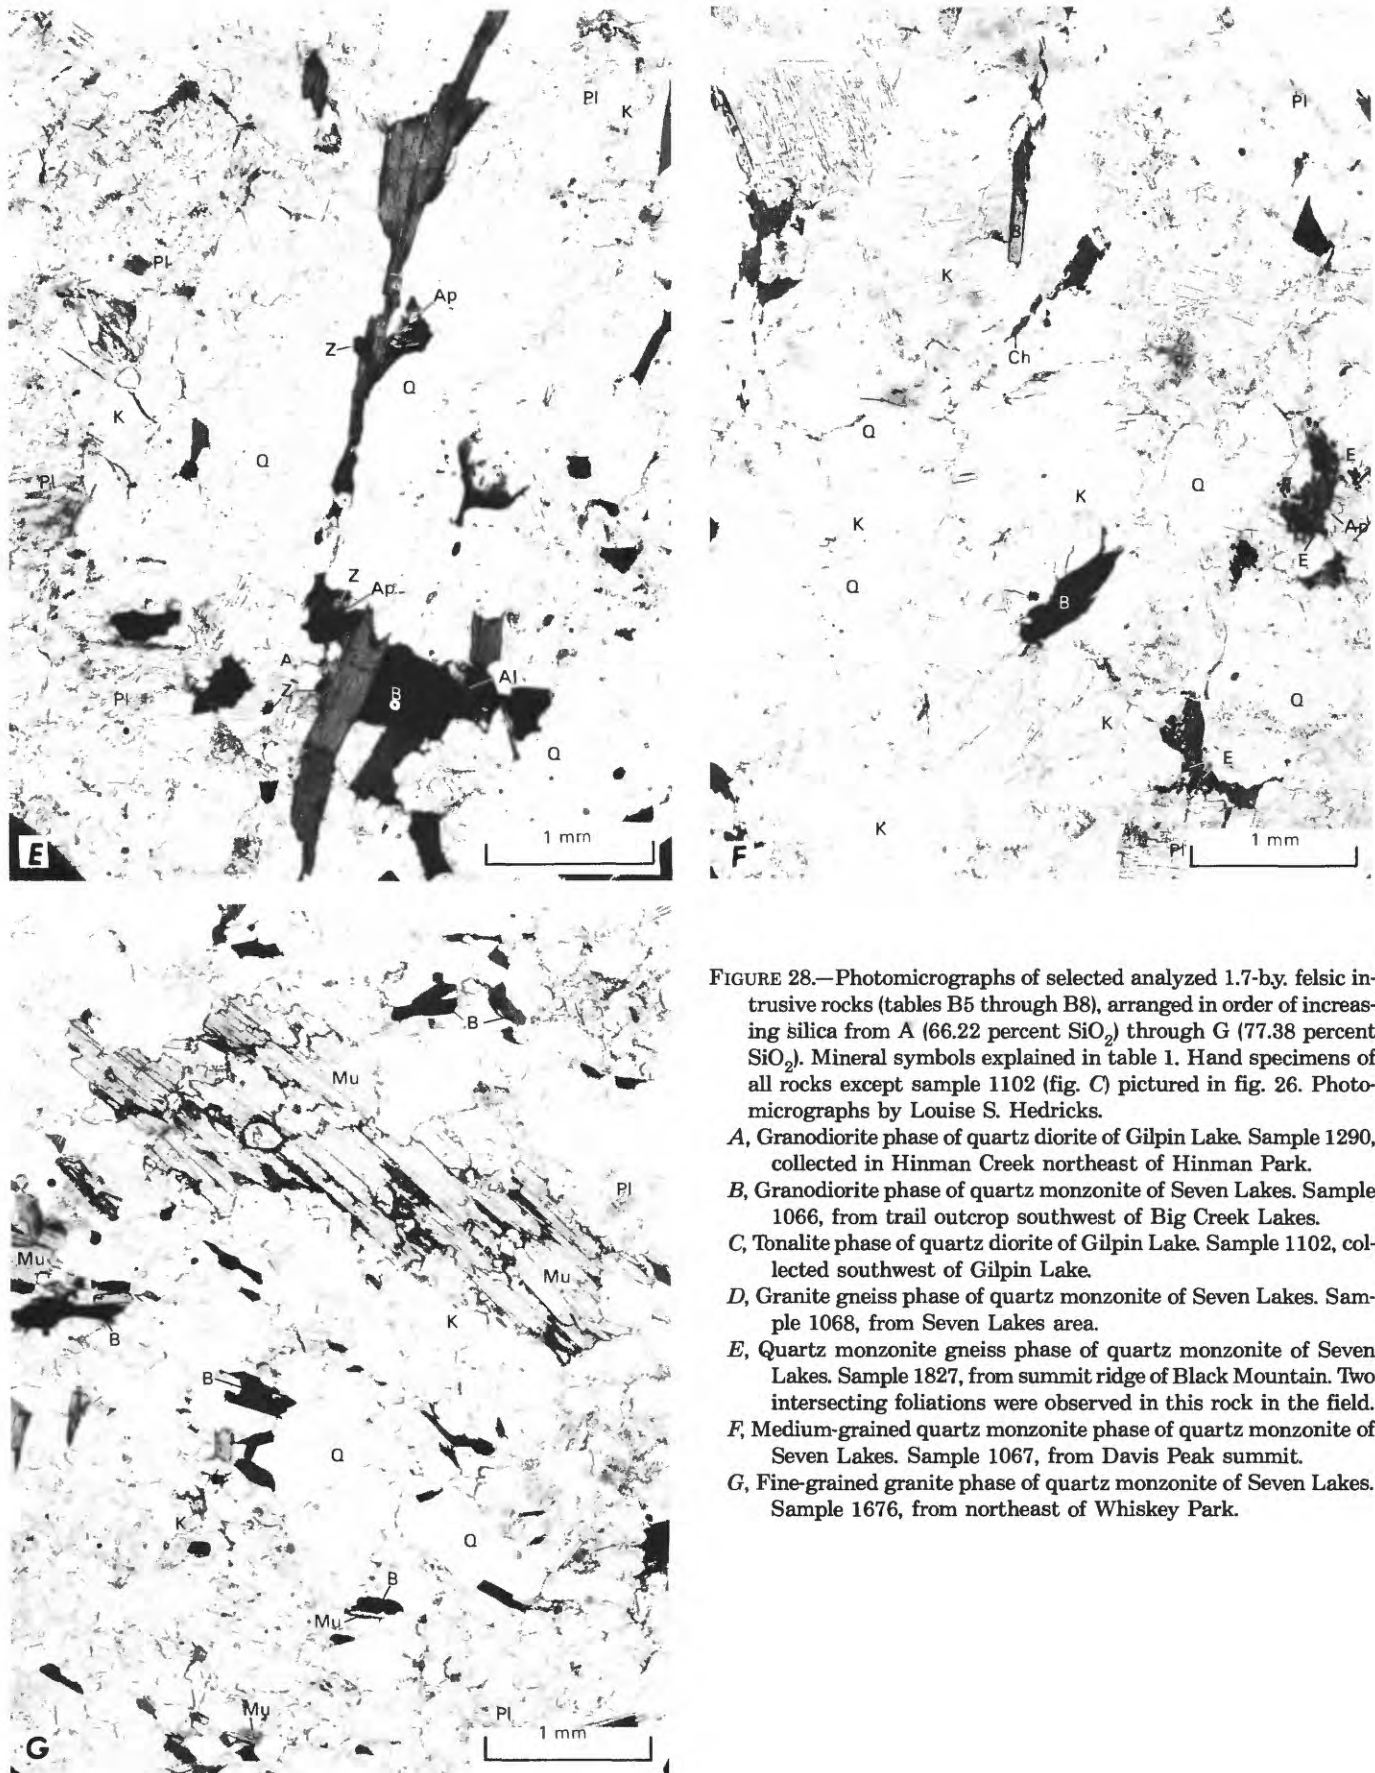 Pl
K
Pl
Ap
Z
Q
K
Q
Pl
Z
Ap
A
Al
Z
B
Pl
Q
1 mm
E
Pl
B
K
Ch
Q
E
K
Q
K
Ap
E
Q
B
Q
K
E
K
Pl
1 mm
F
B
Mu
Pl
Mu
Mu
K
B
B
Q
K
Q
B
Mu
Mu
Pl
1 mm
G
FIGURE 28.—Photomicrographs of selected analyzed 1.7-b.y. felsic in-
trusive rocks (tables B5 through B8), arranged in order of increas-
ing silica from A (66.22 percent SiO₂) through G (77.38 percent
SiO₂). Mineral symbols explained in table 1. Hand specimens of
all rocks except sample 1102 (fig. C) pictured in fig. 26. Photo-
micrographs by Louise S. Hedricks.
A, Granodiorite phase of quartz diorite of Gilpin Lake. Sample 1290,
collected in Hinman Creek northeast of Hinman Park.
B, Granodiorite phase of quartz monzonite of Seven Lakes. Sample
1066, from trail outcrop southwest of Big Creek Lakes.
C, Tonalite phase of quartz diorite of Gilpin Lake. Sample 1102, col-
lected southwest of Gilpin Lake.
D, Granite gneiss phase of quartz monzonite of Seven Lakes. Sam-
ple 1068, from Seven Lakes area.
E, Quartz monzonite gneiss phase of quartz monzonite of Seven
Lakes. Sample 1827, from summit ridge of Black Mountain. Two
intersecting foliations were observed in this rock in the field.
F, Medium-grained quartz monzonite phase of quartz monzonite of
Seven Lakes. Sample 1067, from Davis Peak summit.
G, Fine-grained granite phase of quartz monzonite of Seven Lakes.
Sample 1676, from northeast of Whiskey Park.